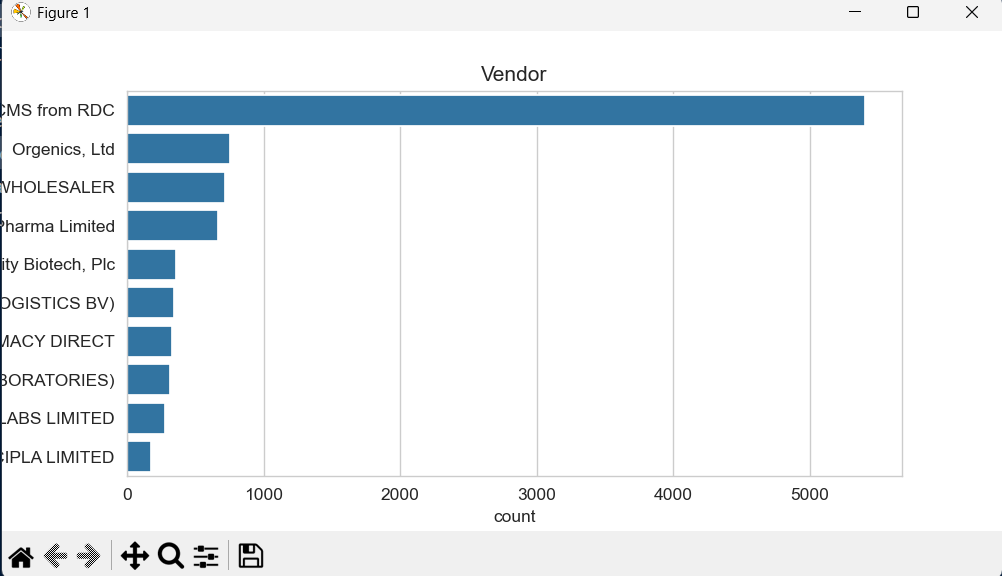 Figure 1
Vendor
CMS from RDC
Orgenics, Ltd
WHOLESALER
Pharma Limited
ity Biotech, Plc
OGISTICS BV)
MACY DIRECT
BORATORIES)
LABS LIMITED
CIPLA LIMITED
0 1000 2000 3000 4000 5000
count